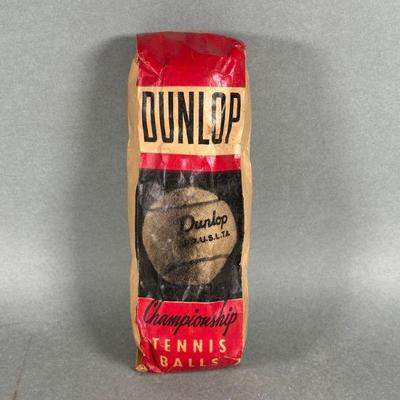 DUNLOP
Dunlop
U.S.L.T.A.
Championship
TENNIS
BALLS